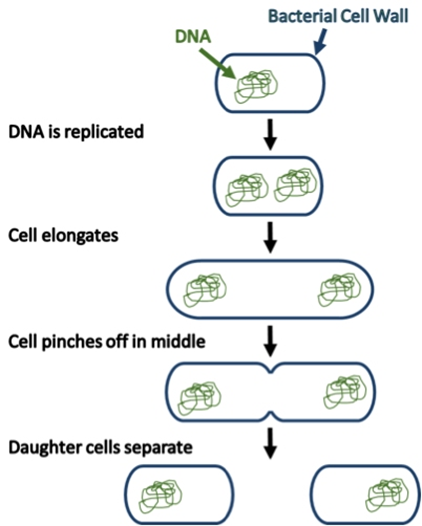 Bacterial Cell Wall
DNA
DNA is replicated
Cell elongates
Cell pinches off in middle
Daughter cells separate